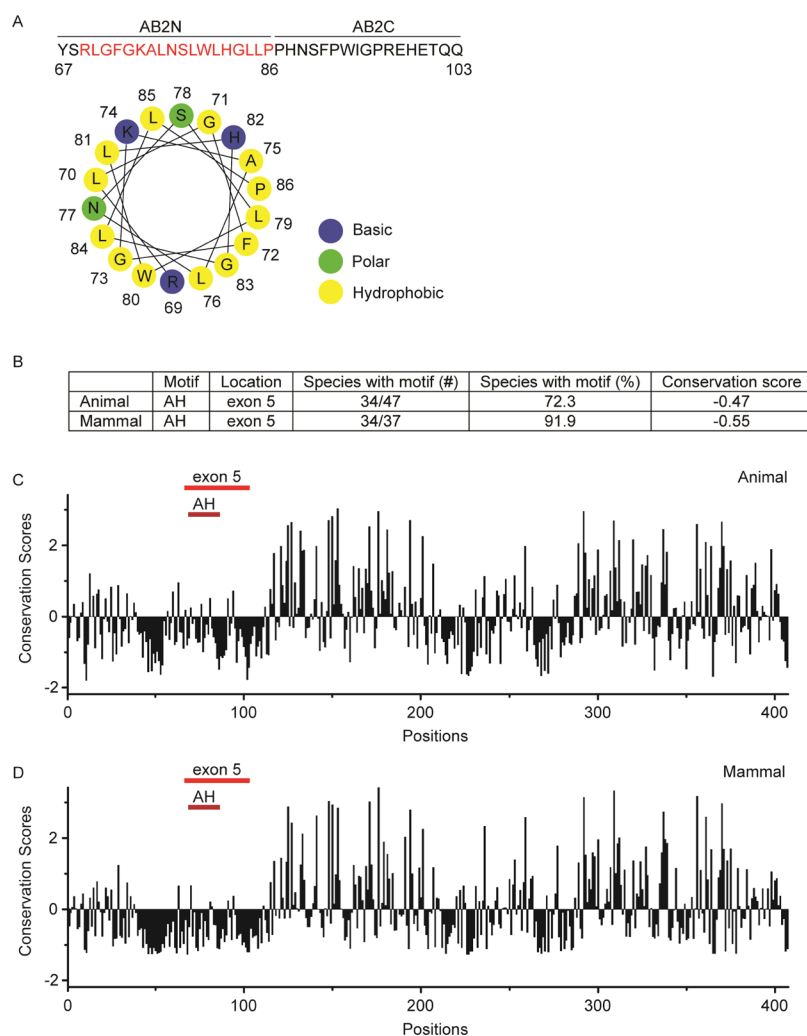 A
AB2N AB2C
YSRLGFGKALNSLWLHGLLPPHNSFPWIGPREHETQQ
67 86 103
78
85 71
74 82
L S G
K H
81 75
L A
70 L P 86
77 N L 79
84 L F 72
G G
73 W R L 83
80 69 76
Basic
Polar
Hydrophobic
B
Motif Location Species with motif (#) Species with motif (%) Conservation score
Animal AH exon 5 34/47 72.3 -0.47
Mammal AH exon 5 34/37 91.9 -0.55
C
exon 5 Animal
AH
Conservation Scores
2
0
-2
0 100 200 300 400
Positions
D
exon 5 Mammal
AH
Conservation Scores
2
0
-2
0 100 200 300 400
Positions